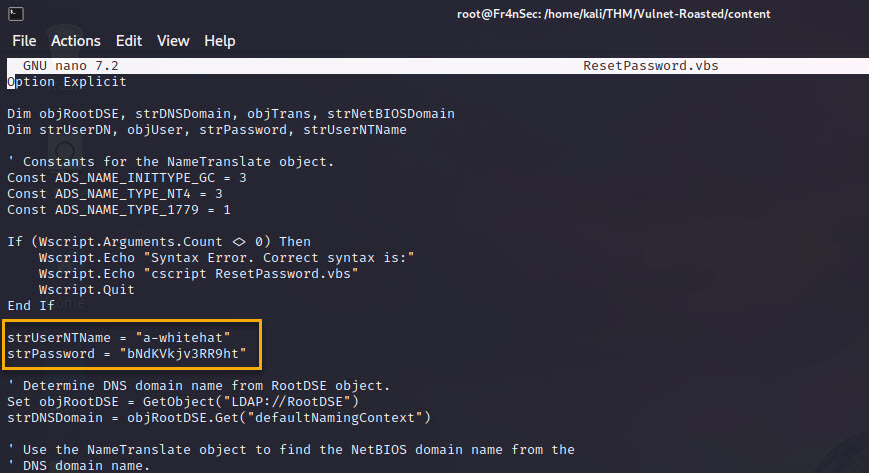 root@Fr4nSec: /home/kali/THM/Vulnet-Roasted/content
File Actions Edit View Help
GNU nano 7.2 ResetPassword.vbs
Option Explicit
Dim objRootDSE, strDNSDomain, objTrans, strNetBIOSDomain
Dim strUserDN, objUser, strPassword, strUserNTName
' Constants for the NameTranslate object.
Const ADS_NAME_INITTYPE_GC = 3
Const ADS_NAME_TYPE_NT4 = 3
Const ADS_NAME_TYPE_1779 = 1
If (Wscript.Arguments.Count <> 0) Then
Wscript.Echo "Syntax Error. Correct syntax is:"
Wscript.Echo "cscript ResetPassword.vbs"
Wscript.Quit
End If
strUserNTName = "a-whitehat"
strPassword = "bNdKVkjv3RR9ht"
' Determine DNS domain name from RootDSE object.
Set objRootDSE = GetObject("LDAP://RootDSE")
strDNSDomain = objRootDSE.Get("defaultNamingContext")
' Use the NameTranslate object to find the NetBIOS domain name from the
' DNS domain name.